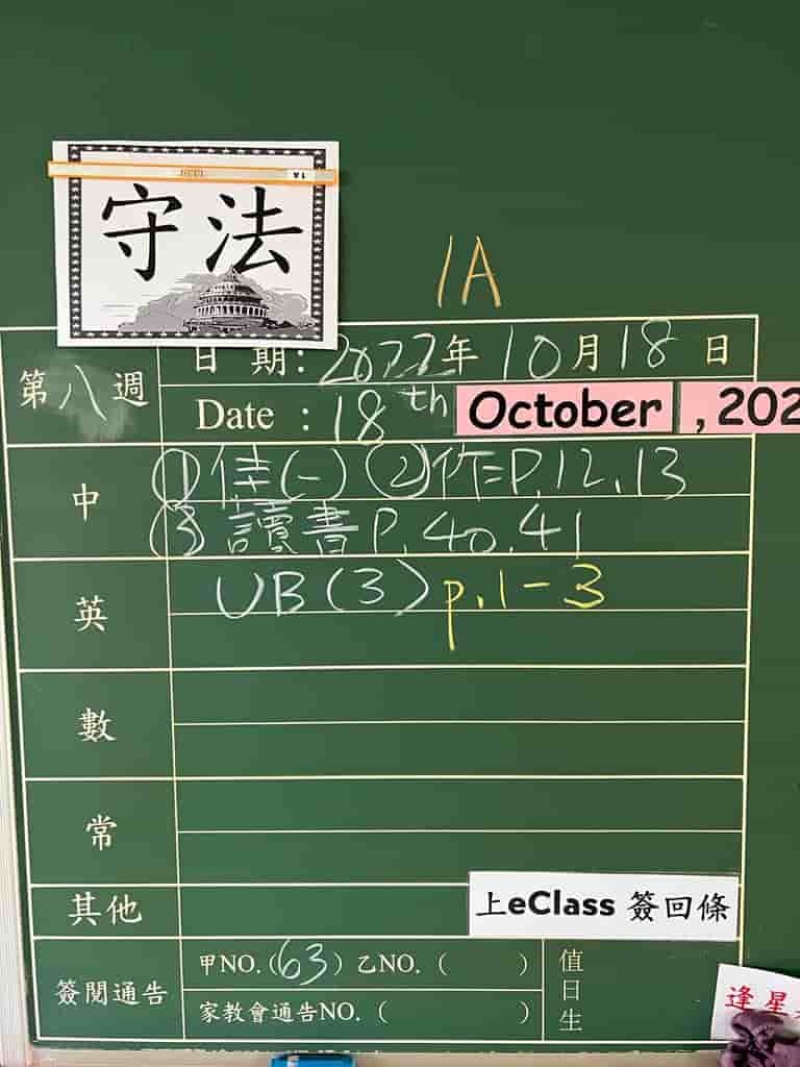 守法
1A
第八週
日期: 2022年10月18日
Date : 18th October , 202
中
① 佳(一) ② 作二P.12,13
③ 讀書P.40,41
英
UB(3) p.1-3
數
常
其他
上eClass 簽回條
簽閱通告
甲NO.(63) 乙NO.( )
家教會通告NO.( )
值日生
逢星